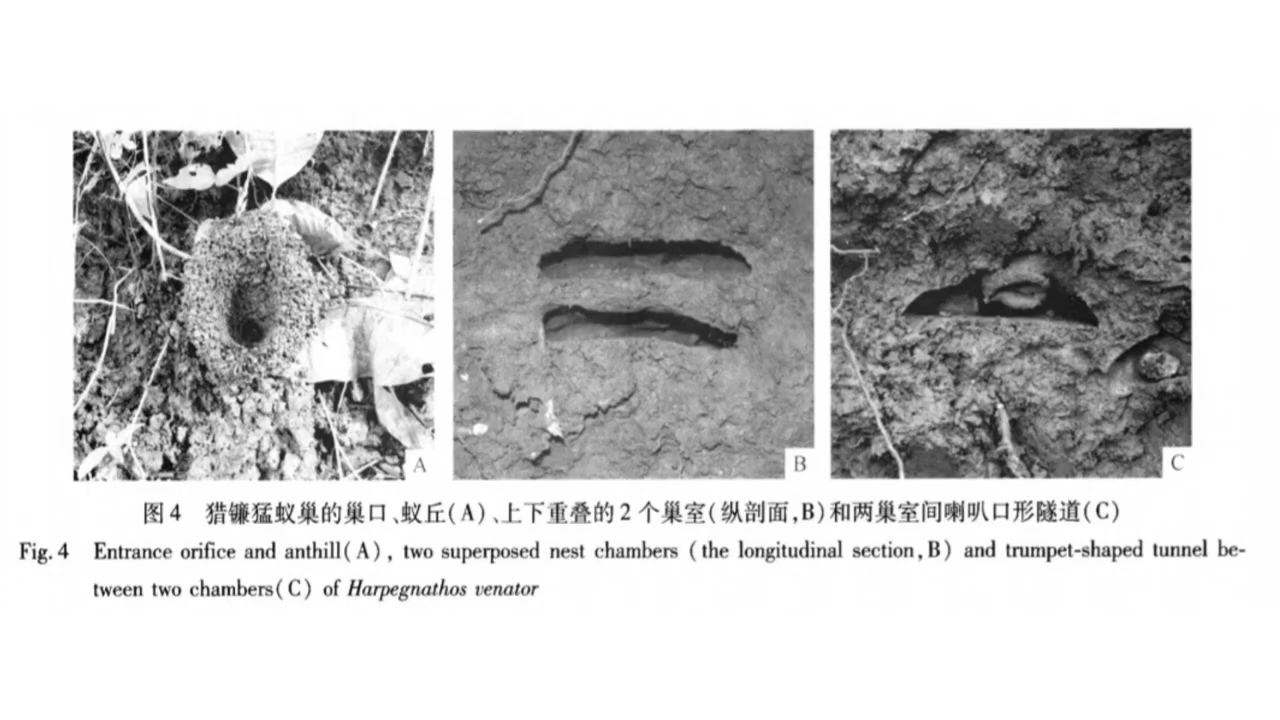 A
B
C
图4 猎镰猛蚁巢的巢口、蚁丘(A)、上下重叠的2个巢室(纵剖面,B)和两巢室间喇叭口形隧道(C)
Fig. 4 Entrance orifice and anthill(A), two superposed nest chambers (the longitudinal section,B) and trumpet-shaped tunnel be-
tween two chambers(C) of Harpegnathos venator